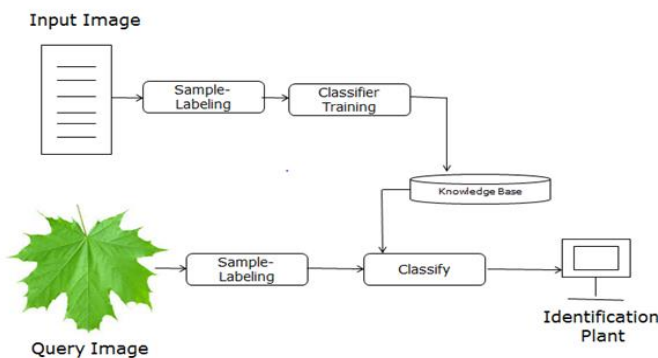 Input Image
Sample-
Labeling
Classifier
Training
Knowledge Base
Sample-
Labeling
Classify
Query Image
Identification
Plant